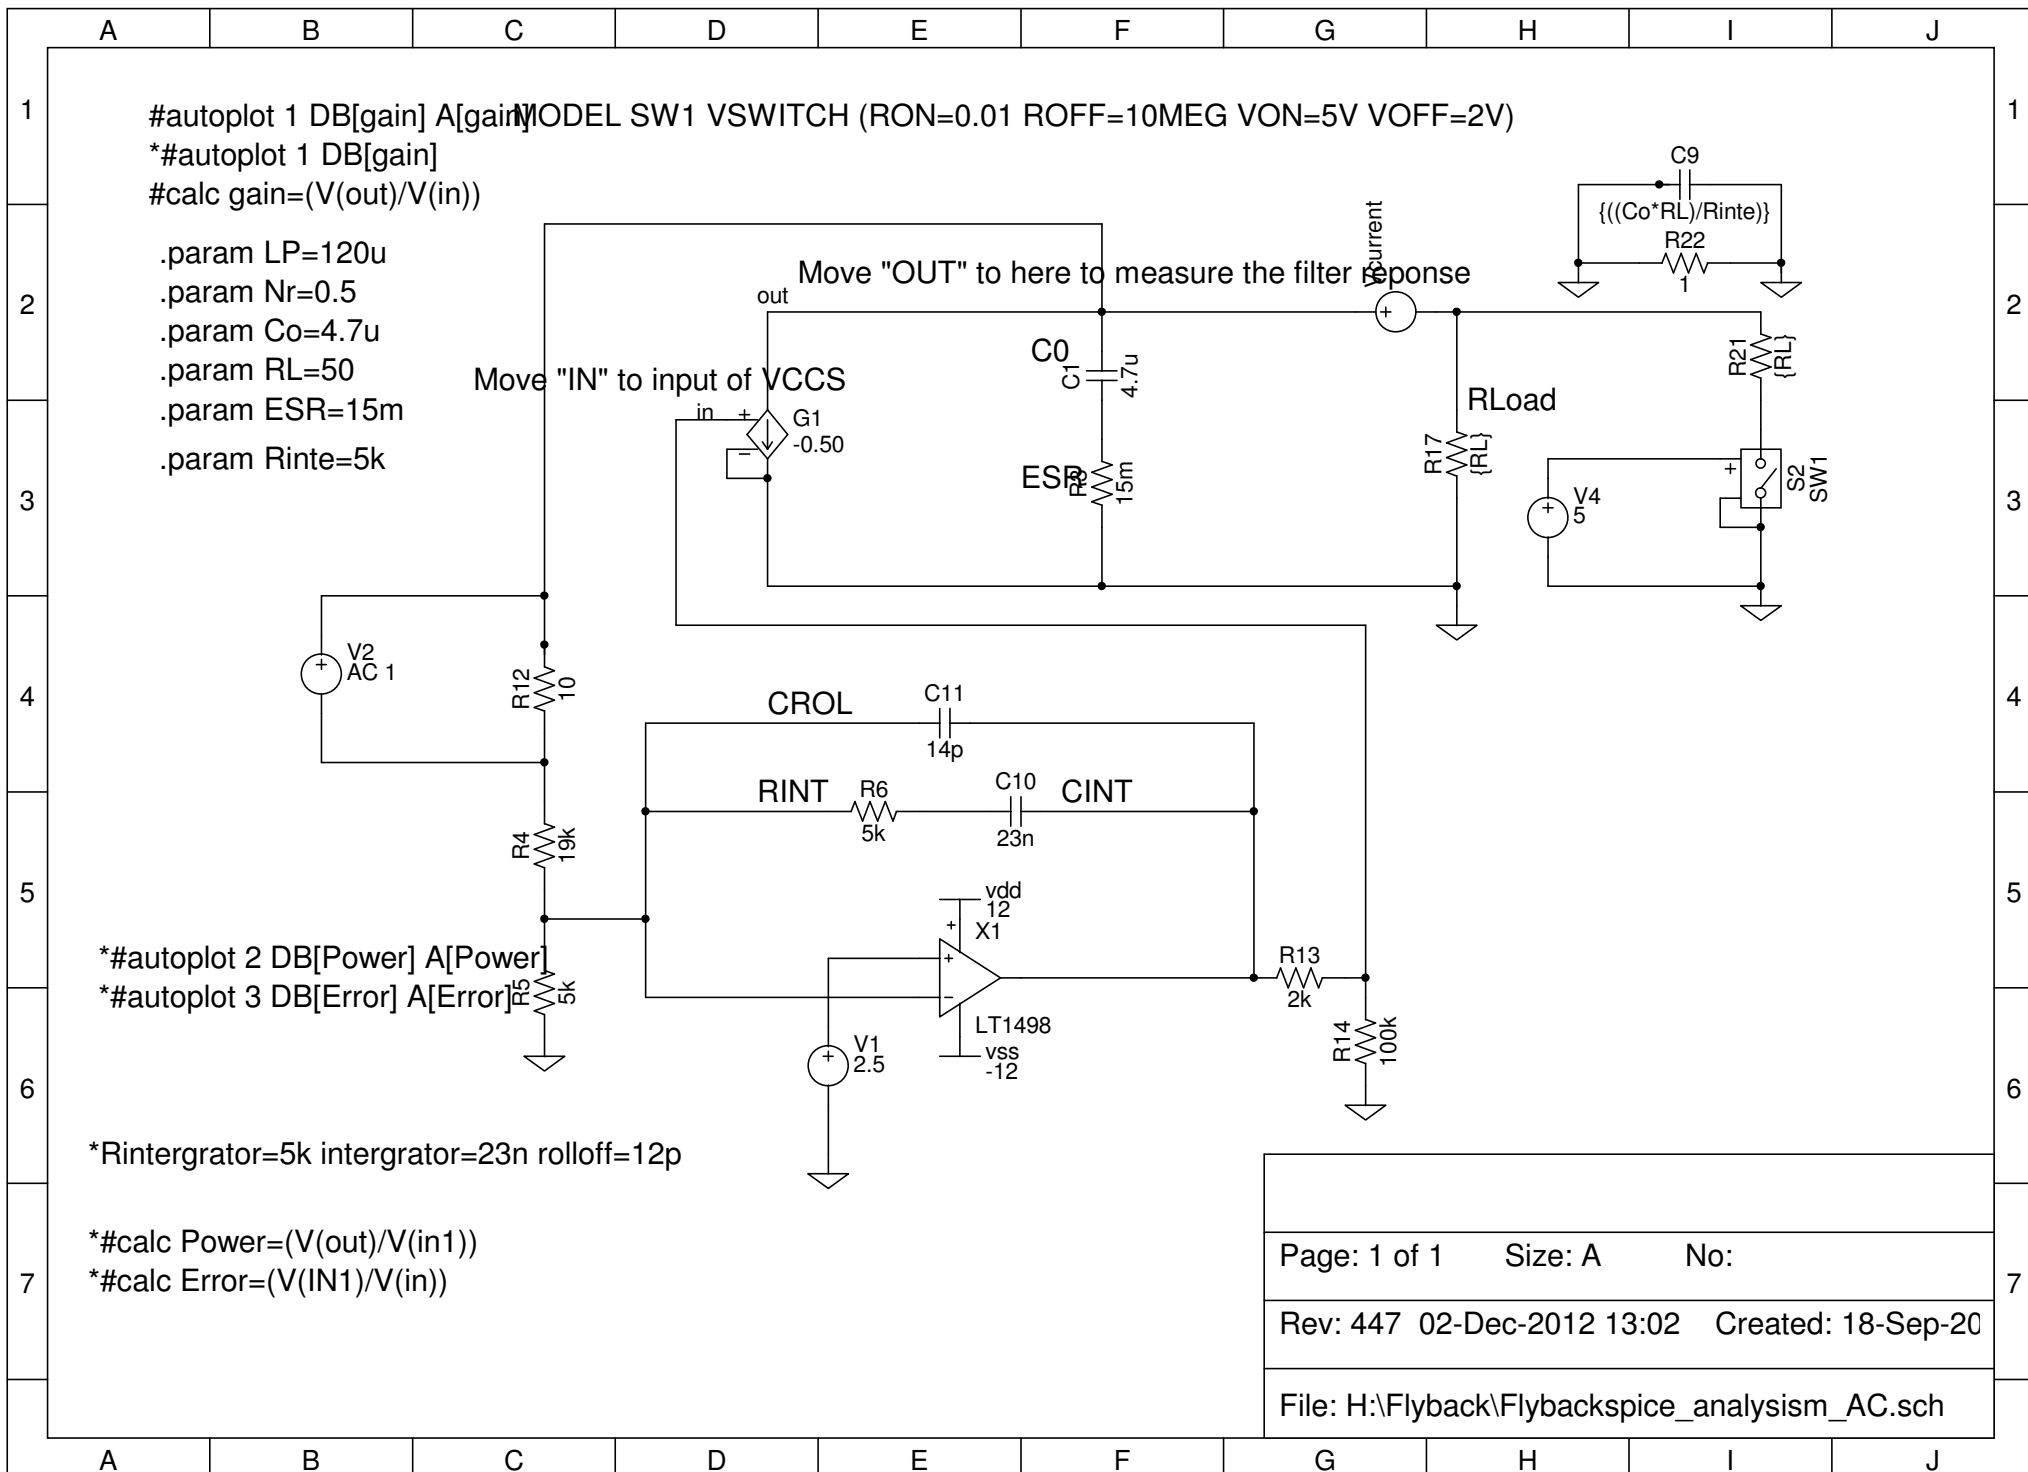 A B C D E F G H I J
1 1
#autoplot 1 DB[gain] A[gain]
.MODEL SW1 VSWITCH (RON=0.01 ROFF=10MEG VON=5V VOFF=2V)
*#autoplot 1 DB[gain]
#calc gain=(V(out)/V(in))
C9
{((Co*RL)/Rinte)}
R22
1
.param LP=120u
.param Nr=0.5
.param Co=4.7u
.param RL=50
.param ESR=15m
.param Rinte=5k
2 2
Move "OUT" to here to measure the filter reponse
Vcurrent
+
out
Move "IN" to input of VCCS
in
+
−
G1
-0.50
C0
C1
4.7u
ESR
R3
15m
RLoad
R17
{RL}
R21
{RL}
3 3
V4
5
+
+
S2
SW1
V2
AC 1
+
R12
10
4 4
CROL
C11
14p
RINT
R6
5k
C10
23n
CINT
R4
19k
5 5
vdd
12
+
X1
+
−
LT1498
vss
-12
*#autoplot 2 DB[Power] A[Power]
*#autoplot 3 DB[Error] A[Error]
R5
5k
R13
2k
R14
100k
V1
2.5
+
6 6
*Rintergrator=5k intergrator=23n rolloff=12p
*#calc Power=(V(out)/V(in1))
*#calc Error=(V(IN1)/V(in))
7 7
Page: 1 of 1 Size: A No:
Rev: 447 02-Dec-2012 13:02 Created: 18-Sep-20
File: H:\Flyback\Flybackspice_analysism_AC.sch
A B C D E F G H I J